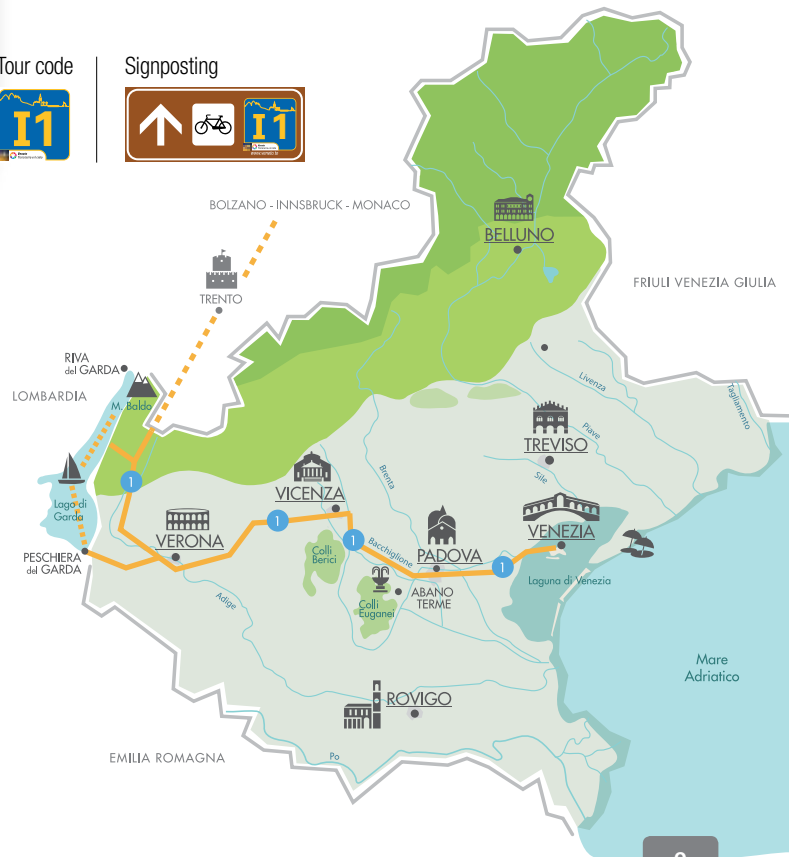 Tour code
Signposting
I1
I1
BOLZANO - INNSBRUCK - MONACO
BELLUNO
FRIULI VENEZIA GIULIA
TRENTO
RIVA
del GARDA
LOMBARDIA
M. Baldo
Livenza
Tagliamento
TREVISO
Piave
Sile
Brenta
1
Lago di
Garda
VICENZA
1
VERONA
1
Bacchiglione
PADOVA
VENEZIA
PESCHIERA
del GARDA
Colli
Berici
1
ABANO
TERME
Laguna di Venezia
Adige
Colli
Euganei
Mare
Adriatico
ROVIGO
EMILIA ROMAGNA
Po